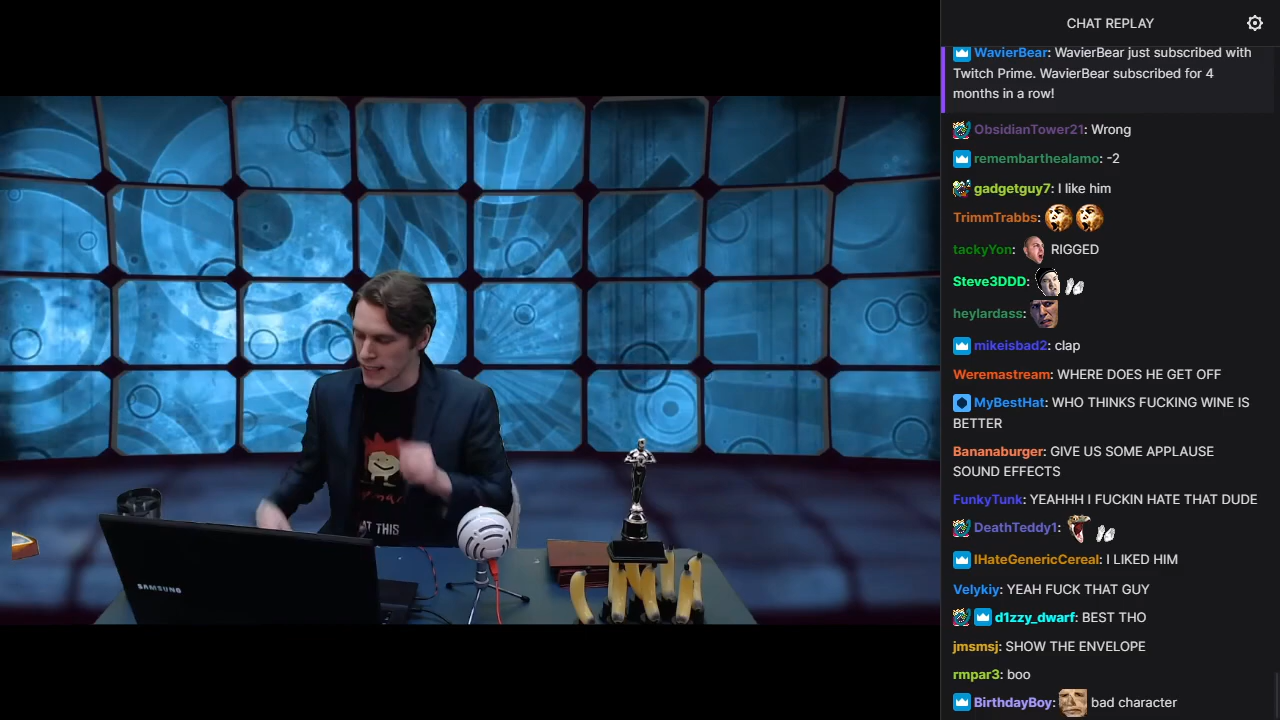 CHAT REPLAY
WavierBear: WavierBear just subscribed with
Twitch Prime. WavierBear subscribed for 4
months in a row!
ObsidianTower21: Wrong
remembarthealamo: -2
gadgetguy7: I like him
TrimmTrabbs:
tackyYon: RIGGED
Steve3DDD:
heylardass:
mikeisbad2: clap
Weremastream: WHERE DOES HE GET OFF
MyBestHat: WHO THINKS FUCKING WINE IS
BETTER
Bananaburger: GIVE US SOME APPLAUSE
SOUND EFFECTS
FunkyTunk: YEAHHH I FUCKIN HATE THAT DUDE
DeathTeddy1:
IHateGenericCereal: I LIKED HIM
Velykiy: YEAH FUCK THAT GUY
d1zzy_dwarf: BEST THO
jmsmsj: SHOW THE ENVELOPE
rmpar3: boo
BirthdayBoy: bad character
AT THIS
SAMSUNG